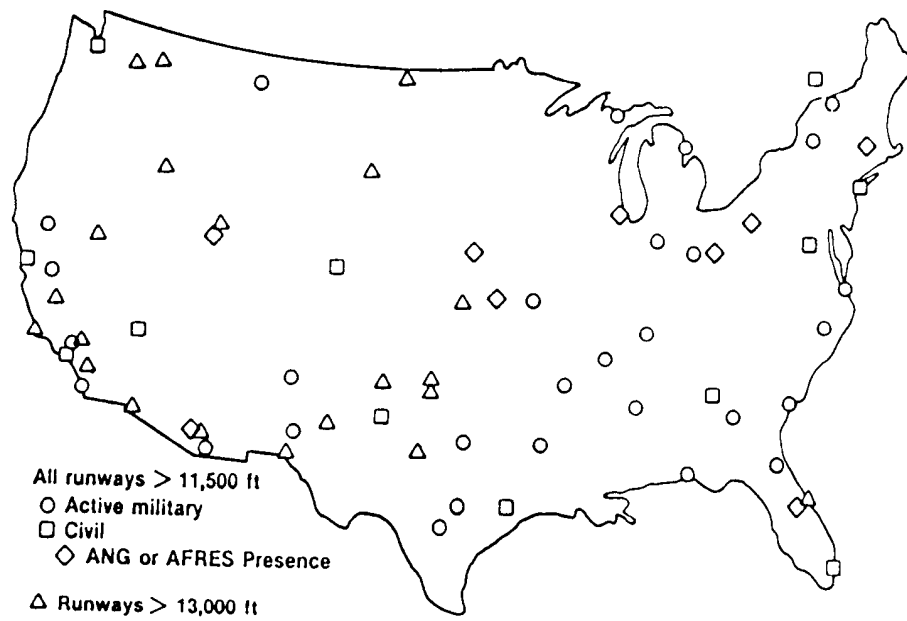 All runways > 11,500 ft
Active military
Civil
ANG or AFRES Presence
Runways > 13,000 ft